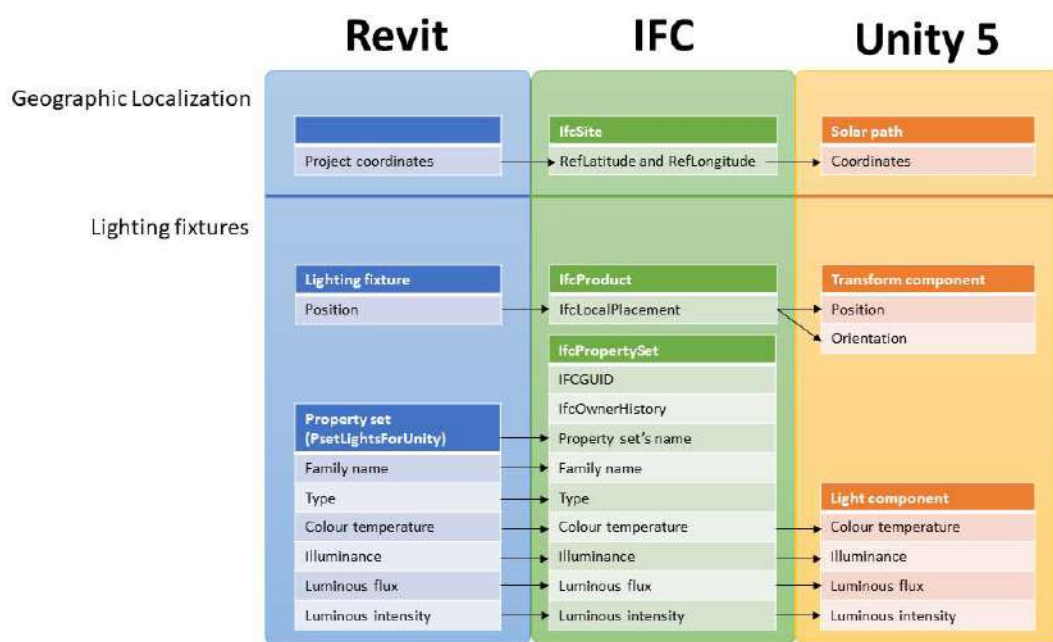 Revit
IFC
Unity 5
Geographic Localization
IfcSite
Solar path
Project coordinates
RefLatitude and RefLongitude
Coordinates
Lighting fixtures
Lighting fixture
IfcProduct
Transform component
Position
IfcLocalPlacement
Position
Orientation
IfcPropertySet
IFCGUID
IfcOwnerHistory
Property set
(PsetLightsForUnity)
Property set's name
Family name
Family name
Type
Type
Light component
Colour temperature
Colour temperature
Colour temperature
Illuminance
Illuminance
Illuminance
Luminous flux
Luminous flux
Luminous flux
Luminous intensity
Luminous intensity
Luminous intensity